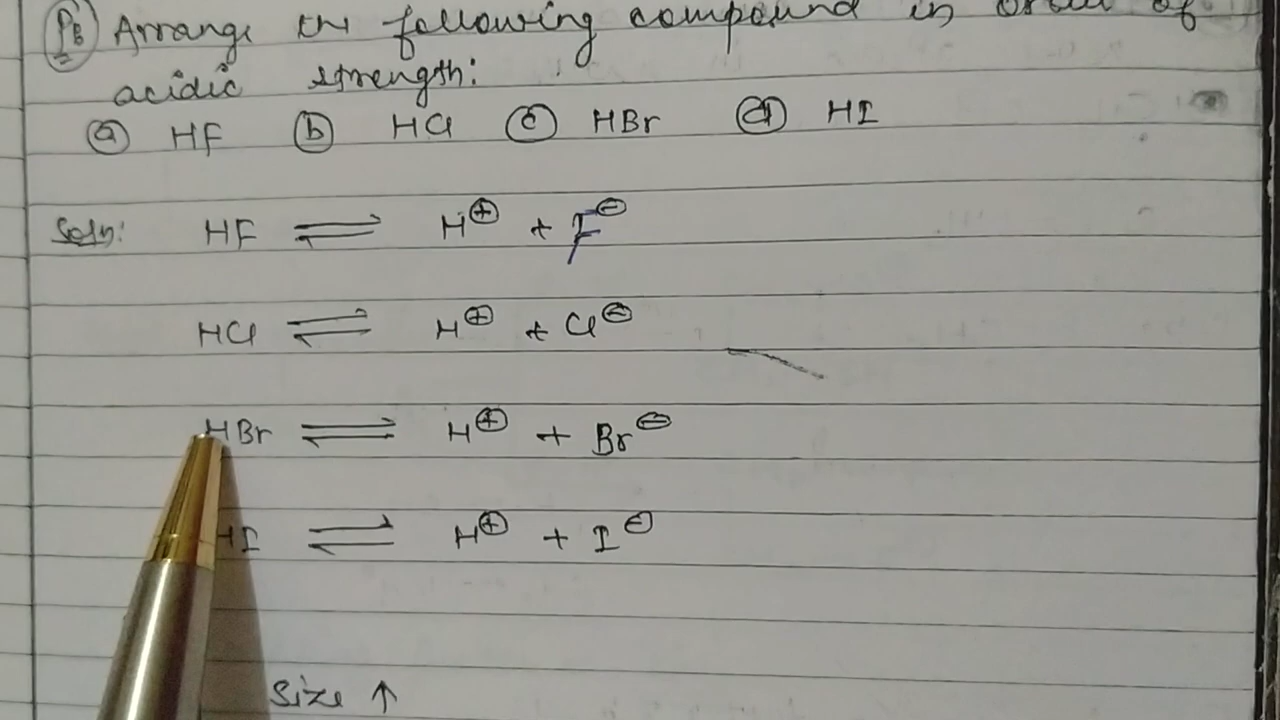 P8 Arrange the following compound in order of
acidic strength:
(a) HF (b) HCl (c) HBr (d) HI
Soln: HF ⇌ H⊕ + F⊖
HCl ⇌ H⊕ + Cl⊖
HBr ⇌ H⊕ + Br⊖
HI ⇌ H⊕ + I⊖
Size ↑